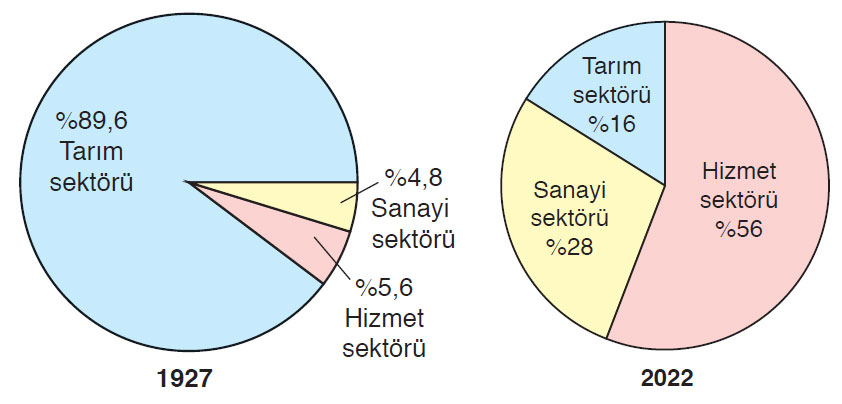 %89,6
Tarım
sektörü
%4,8
Sanayi
sektörü
%5,6
Hizmet
sektörü
1927
Tarım
sektörü
%16
Sanayi
sektörü
%28
Hizmet
sektörü
%56
2022